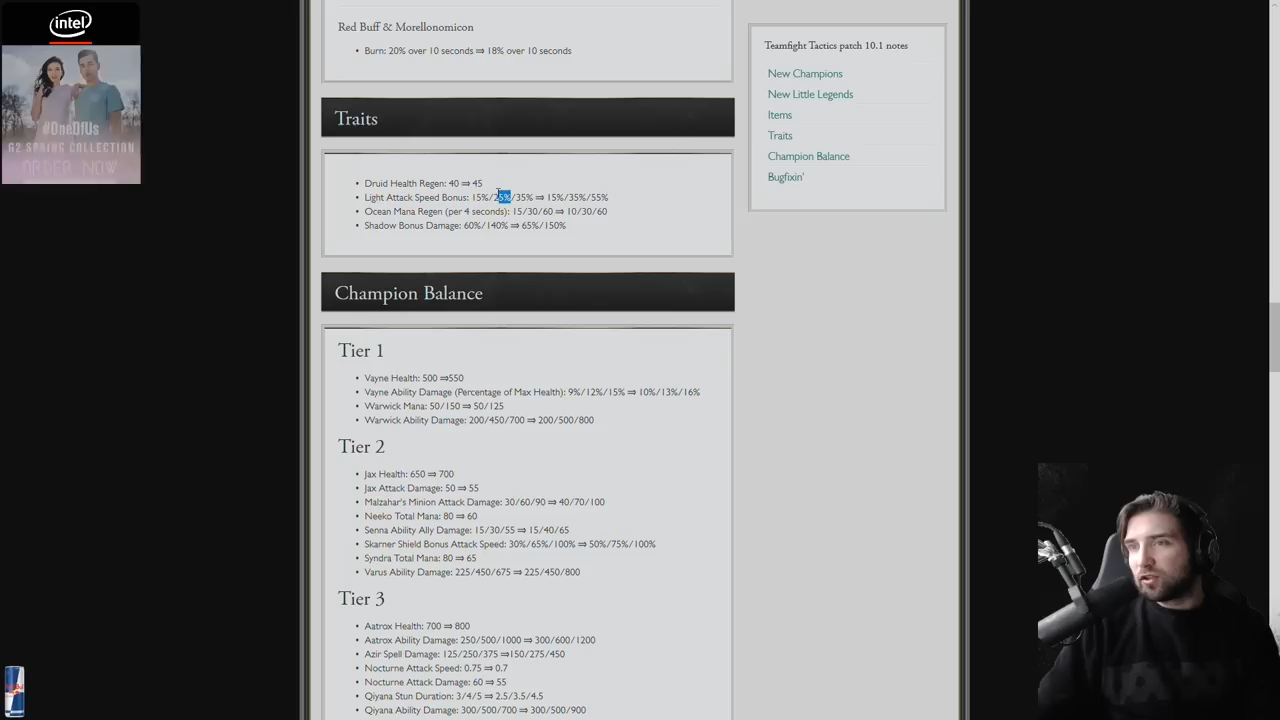 intel
#OneOfUs
G2 SPRING COLLECTION
ORDER NOW
Red Buff & Morellonomicon
• Burn: 20% over 10 seconds ⇒ 18% over 10 seconds
Traits
• Druid Health Regen: 40 ⇒ 45
• Light Attack Speed Bonus: 15%/25%/35% ⇒ 15%/35%/55%
• Ocean Mana Regen (per 4 seconds): 15/30/60 ⇒ 10/30/60
• Shadow Bonus Damage: 60%/140% ⇒ 65%/150%
Champion Balance
Tier 1
• Vayne Health: 500 ⇒550
• Vayne Ability Damage (Percentage of Max Health): 9%/12%/15% ⇒ 10%/13%/16%
• Warwick Mana: 50/150 ⇒ 50/125
• Warwick Ability Damage: 200/450/700 ⇒ 200/500/800
Tier 2
• Jax Health: 650 ⇒ 700
• Jax Attack Damage: 50 ⇒ 55
• Malzahar's Minion Attack Damage: 30/60/90 ⇒ 40/70/100
• Neeko Total Mana: 80 ⇒ 60
• Senna Ability Ally Damage: 15/30/55 ⇒ 15/40/65
• Skarner Shield Bonus Attack Speed: 30%/65%/100% ⇒ 50%/75%/100%
• Syndra Total Mana: 80 ⇒ 65
• Varus Ability Damage: 225/450/675 ⇒ 225/450/800
Tier 3
• Aatrox Health: 700 ⇒ 800
• Aatrox Ability Damage: 250/500/1000 ⇒ 300/600/1200
• Azir Spell Damage: 125/250/375 ⇒150/275/450
• Nocturne Attack Speed: 0.75 ⇒ 0.7
• Nocturne Attack Damage: 60 ⇒ 55
• Qiyana Stun Duration: 3/4/5 ⇒ 2.5/3.5/4.5
• Qiyana Ability Damage: 300/500/700 ⇒ 300/500/900
Teamfight Tactics patch 10.1 notes
New Champions
New Little Legends
Items
Traits
Champion Balance
Bugfixin'